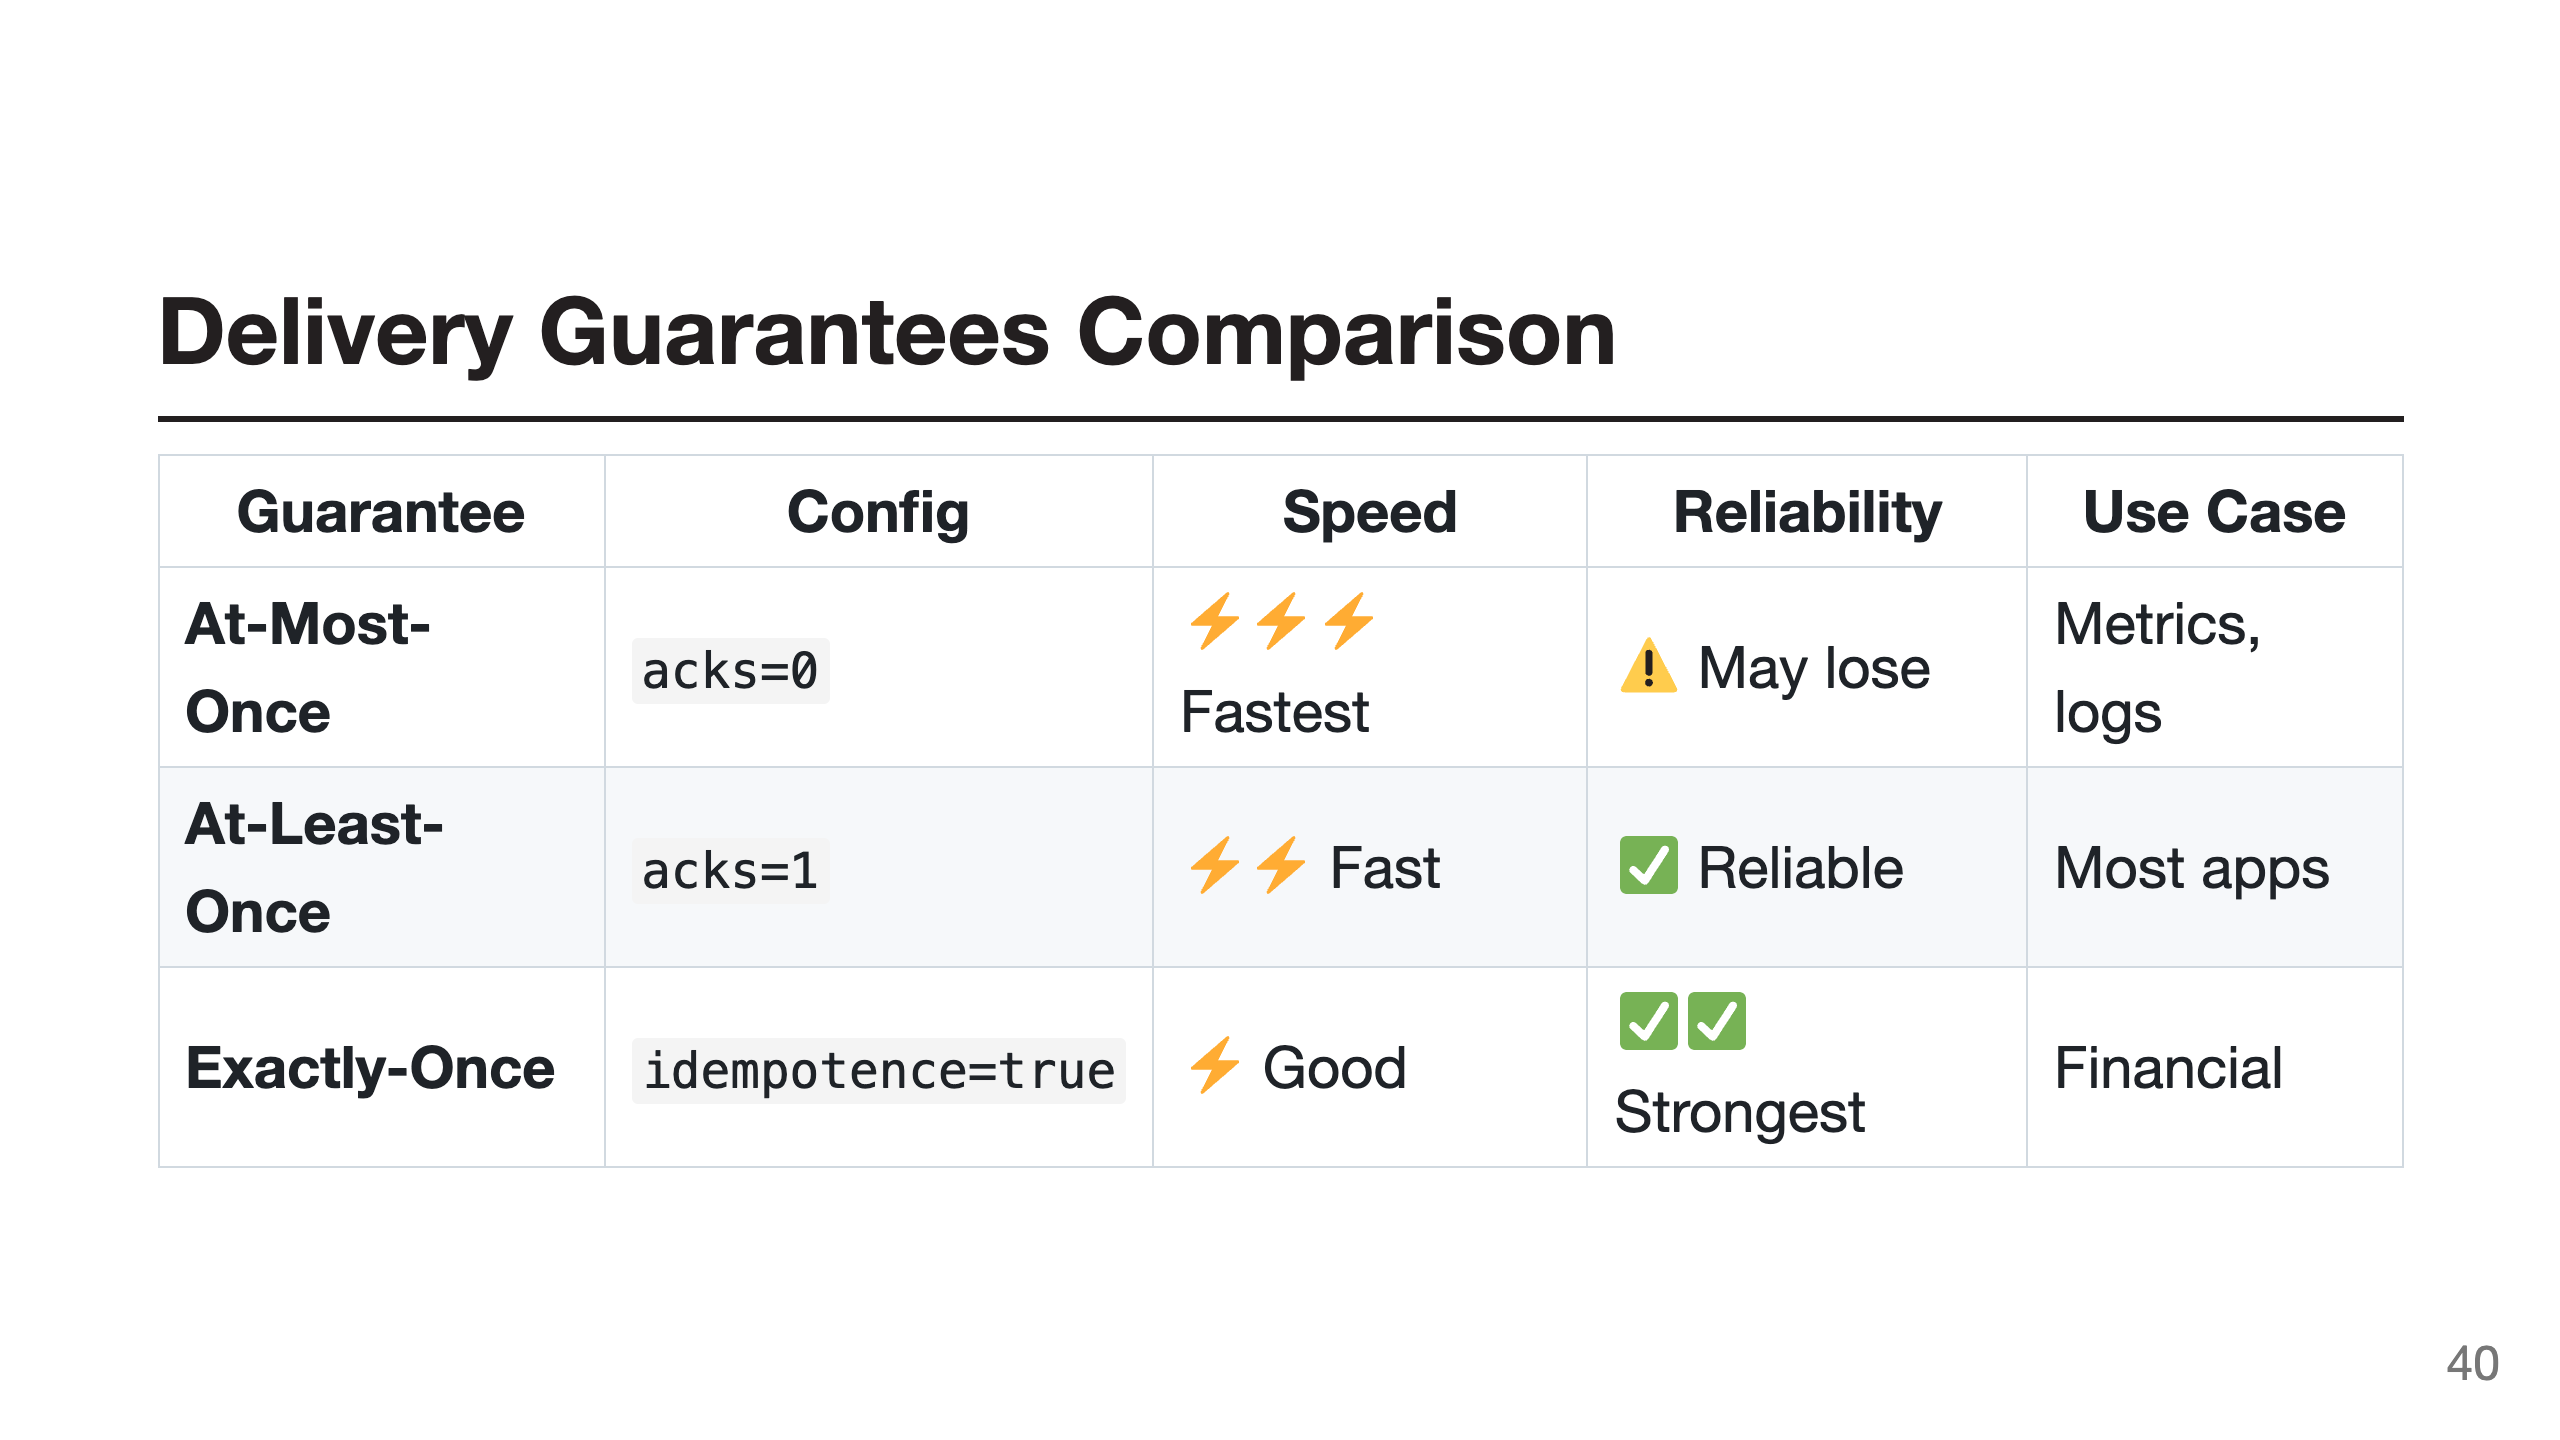 Delivery Guarantees Comparison
Guarantee Config Speed Reliability Use Case
At-Most-
Once
acks=0
⚡⚡⚡
Fastest
⚠️ May lose
Metrics,
logs
At-Least-
Once
acks=1
⚡⚡ Fast
✅ Reliable
Most apps
Exactly-Once
idempotence=true
⚡ Good
✅✅
Strongest
Financial
40